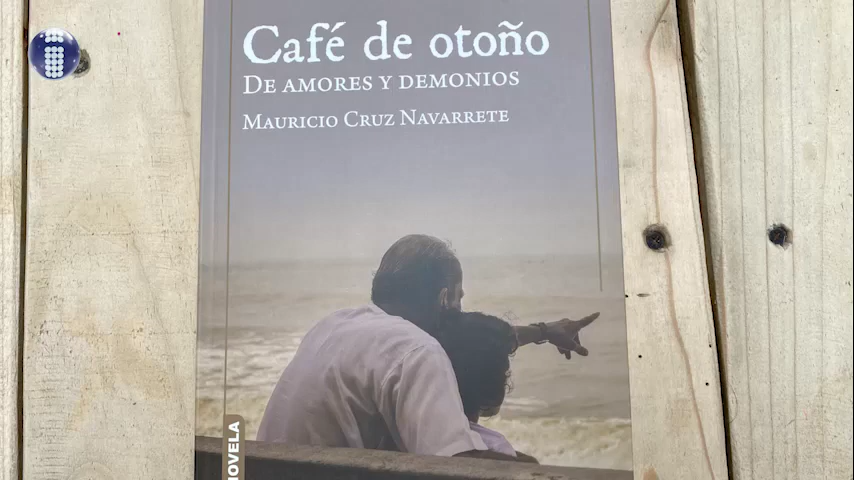 Café de otoño
De amores y demonios
Mauricio Cruz Navarrete
NOVELA